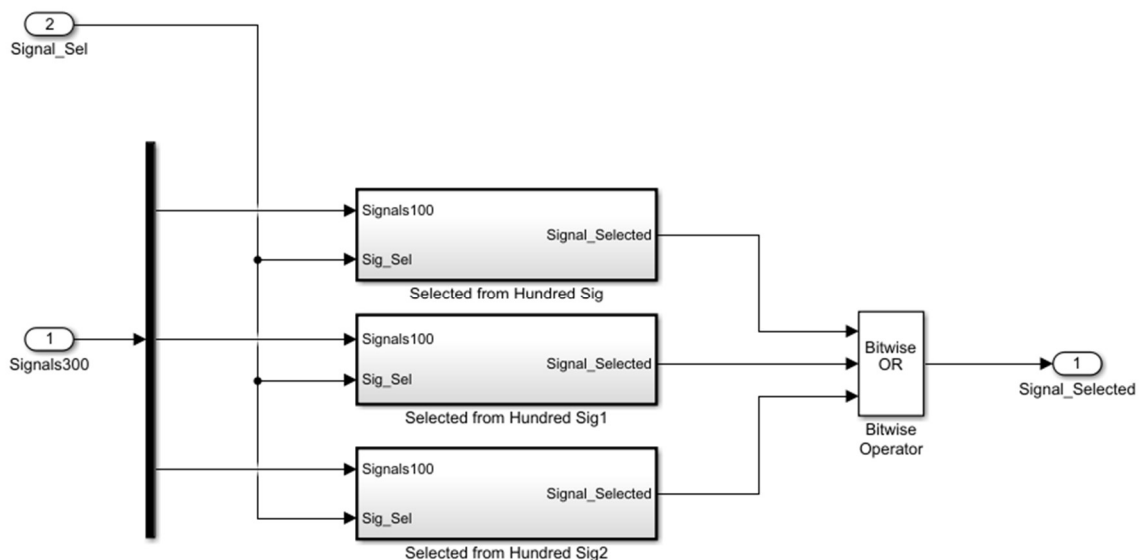 2
Signal_Sel
Signals100
Signal_Selected
Sig_Sel
Selected from Hundred Sig
1
Signals300
Signals100
Signal_Selected
Sig_Sel
Selected from Hundred Sig1
Signals100
Signal_Selected
Sig_Sel
Selected from Hundred Sig2
Bitwise
OR
Bitwise
Operator
1
Signal_Selected